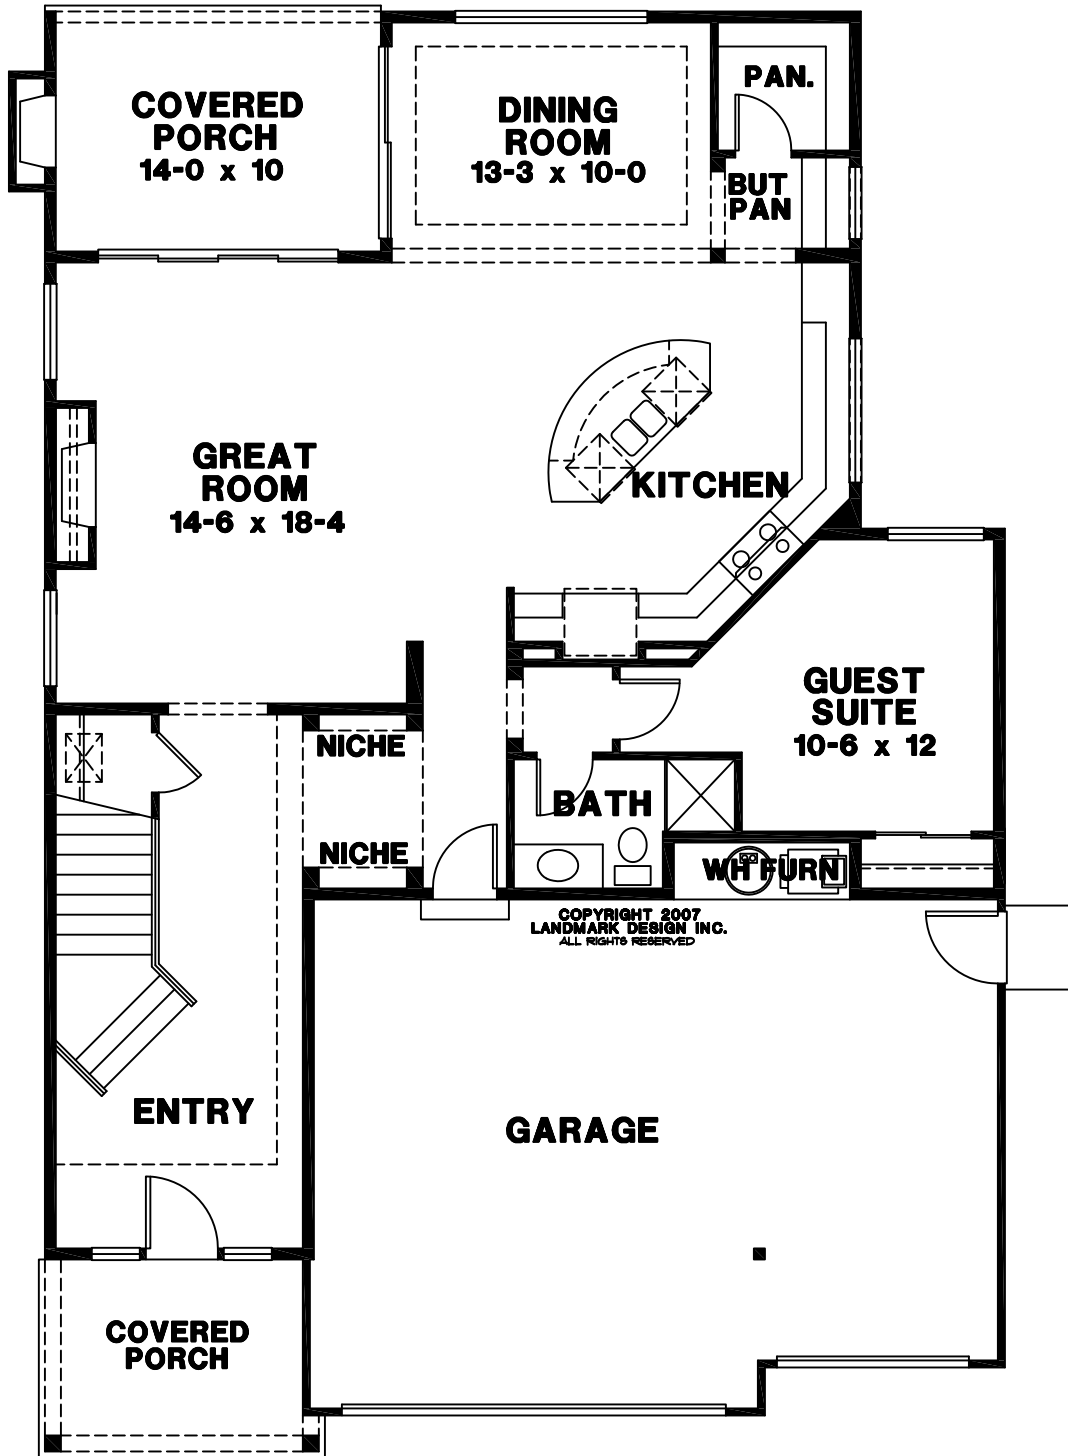 COVERED
PORCH
14-0 x 10
DINING
ROOM
13-3 x 10-0
PAN.
BUT
PAN
GREAT
ROOM
14-6 x 18-4
KITCHEN
GUEST
SUITE
10-6 x 12
NICHE
BATH
NICHE
WH FURN
COPYRIGHT 2007
LANDMARK DESIGN INC.
ALL RIGHTS RESERVED
ENTRY
GARAGE
COVERED
PORCH